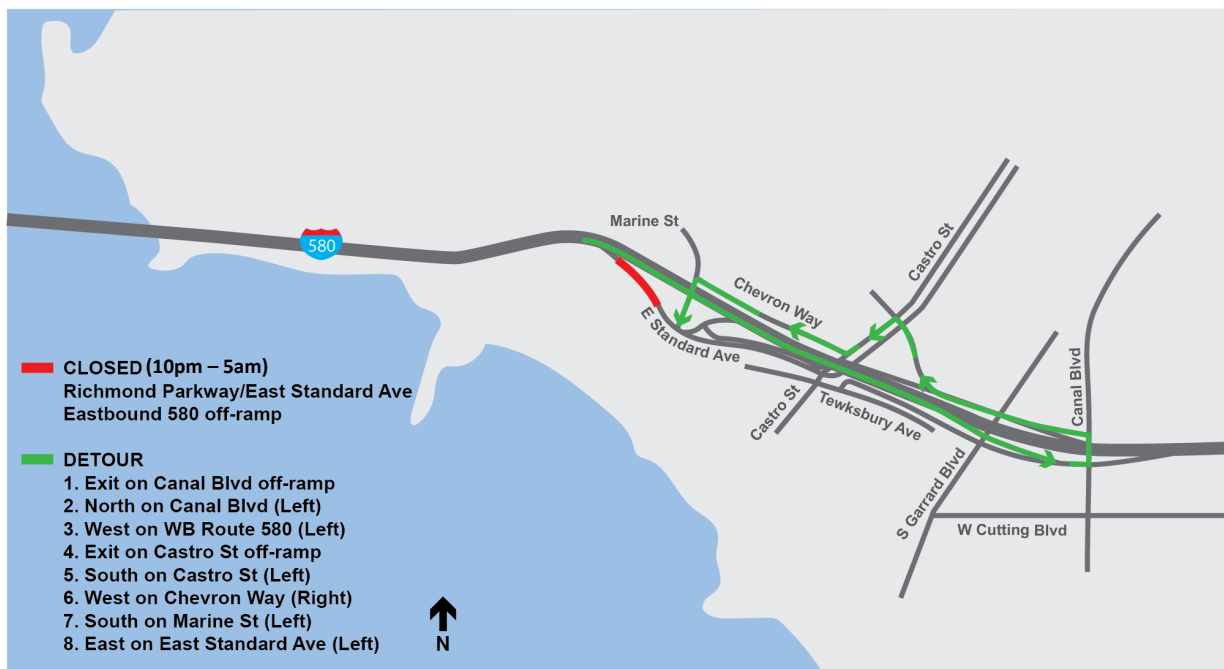 Marine St
580
Chevron Way
Castro St
E Standard Ave
Canal Blvd
Castro St
Tewksbury Ave
S Garrard Blvd
W Cutting Blvd
CLOSED (10pm – 5am)
Richmond Parkway/East Standard Ave
Eastbound 580 off-ramp
DETOUR
1. Exit on Canal Blvd off-ramp
2. North on Canal Blvd (Left)
3. West on WB Route 580 (Left)
4. Exit on Castro St off-ramp
5. South on Castro St (Left)
6. West on Chevron Way (Right)
7. South on Marine St (Left)
8. East on East Standard Ave (Left)
N